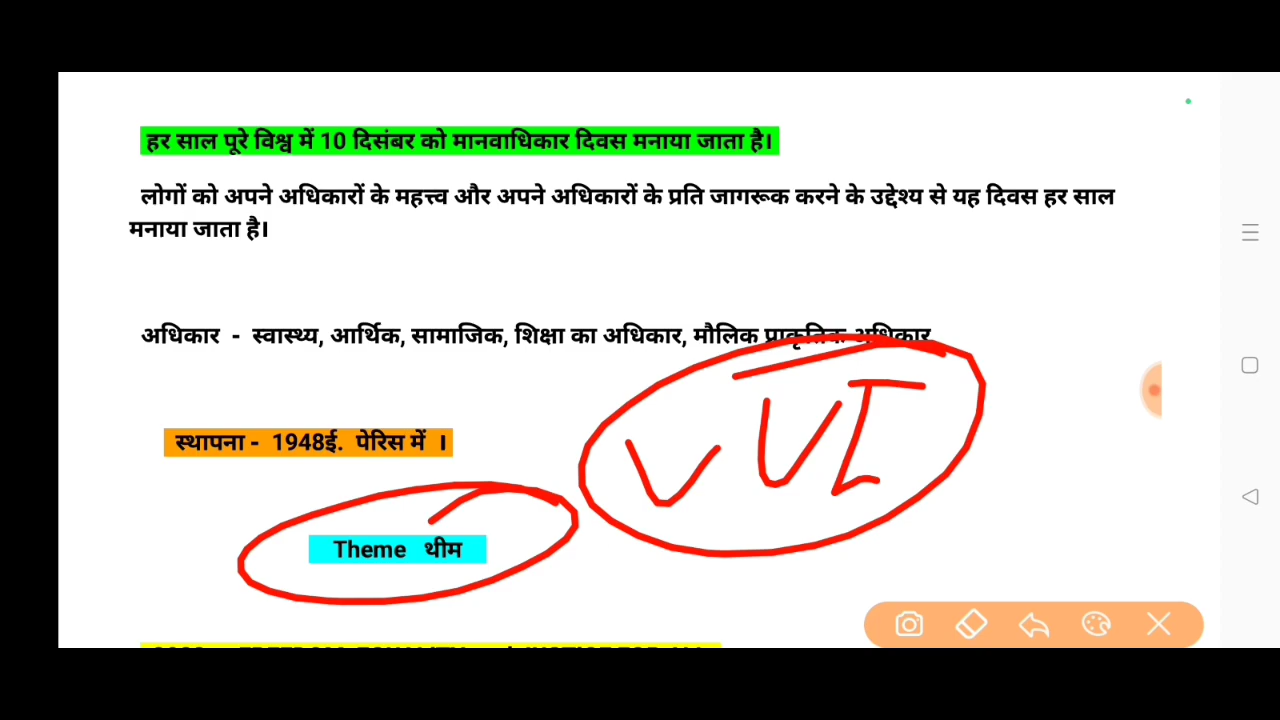 हर साल पूरे विश्व में 10 दिसंबर को मानवाधिकार दिवस मनाया जाता है।
लोगों को अपने अधिकारों के महत्त्व और अपने अधिकारों के प्रति जागरूक करने के उद्देश्य से यह दिवस हर साल
मनाया जाता है।
अधिकार - स्वास्थ्य, आर्थिक, सामाजिक, शिक्षा का अधिकार, मौलिक प्राकृतिक अधिकार
VVI
स्थापना - 1948ई. पेरिस में ।
Theme थीम